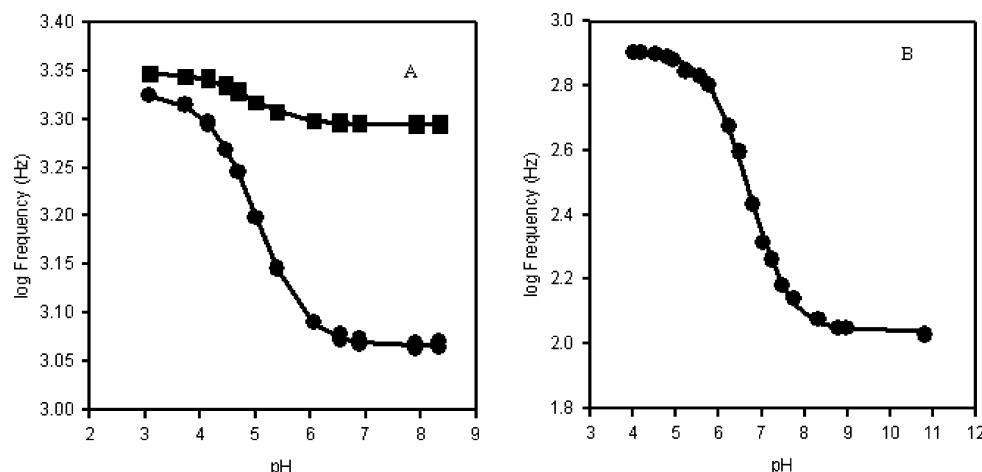 A
log Frequency (Hz)
3.40
3.35
3.30
3.25
3.20
3.15
3.10
3.05
3.00
2 3 4 5 6 7 8 9
pH
B
log Frequency (Hz)
3.0
2.8
2.6
2.4
2.2
2.0
1.8
3 4 5 6 7 8 9 10 11 12
pH